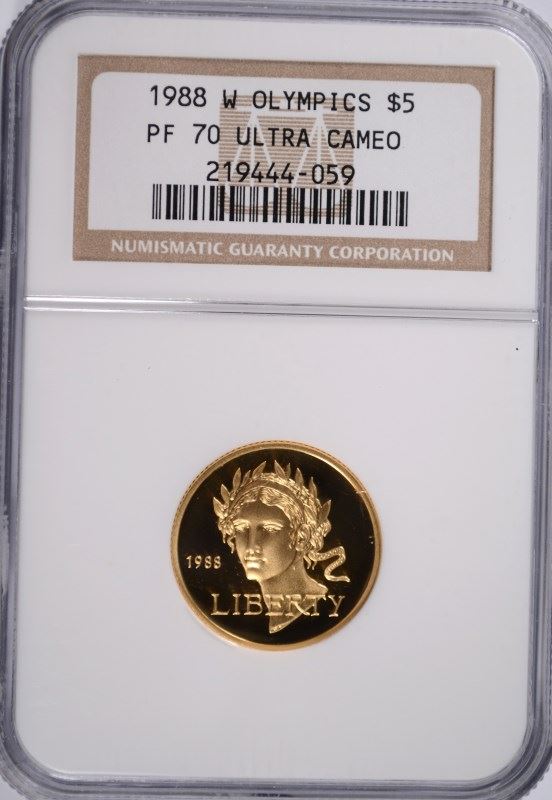 1988 W OLYMPICS $5
PF 70 ULTRA CAMEO
219444-059
NUMISMATIC GUARANTY CORPORATION
1988
LIBERTY